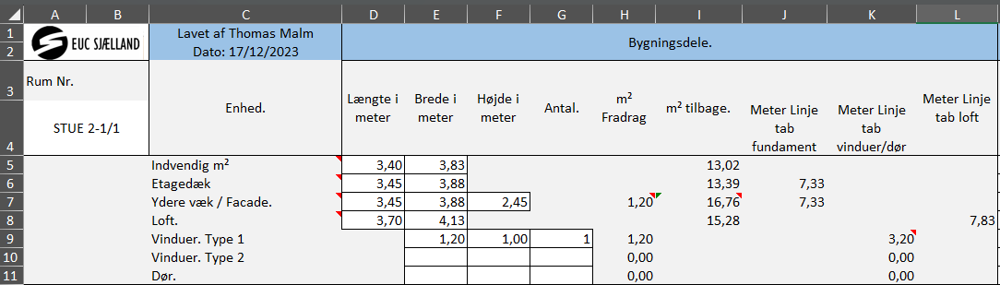 A B C D E F G H I J K L
1 EUC SJÆLLAND Lavet af Thomas Malm Bygningsdele.
2 Dato: 17/12/2023
3 Rum Nr. Enhed. Længte i meter Brede i meter Højde i meter Antal. m² Fradrag m² tilbage. Meter Linje tab fundament Meter Linje tab vinduer/dør Meter Linje tab loft
4 STUE 2-1/1
5 Indvendig m² 3,40 3,83 13,02
6 Etagedæk 3,45 3,88 13,39 7,33
7 Ydere væk / Facade. 3,45 3,88 2,45 1,20 16,76 7,33
8 Loft. 3,70 4,13 15,28 7,83
9 Vinduer. Type 1 1,20 1,00 1 1,20 3,20
10 Vinduer. Type 2 0,00 0,00
11 Dør. 0,00 0,00